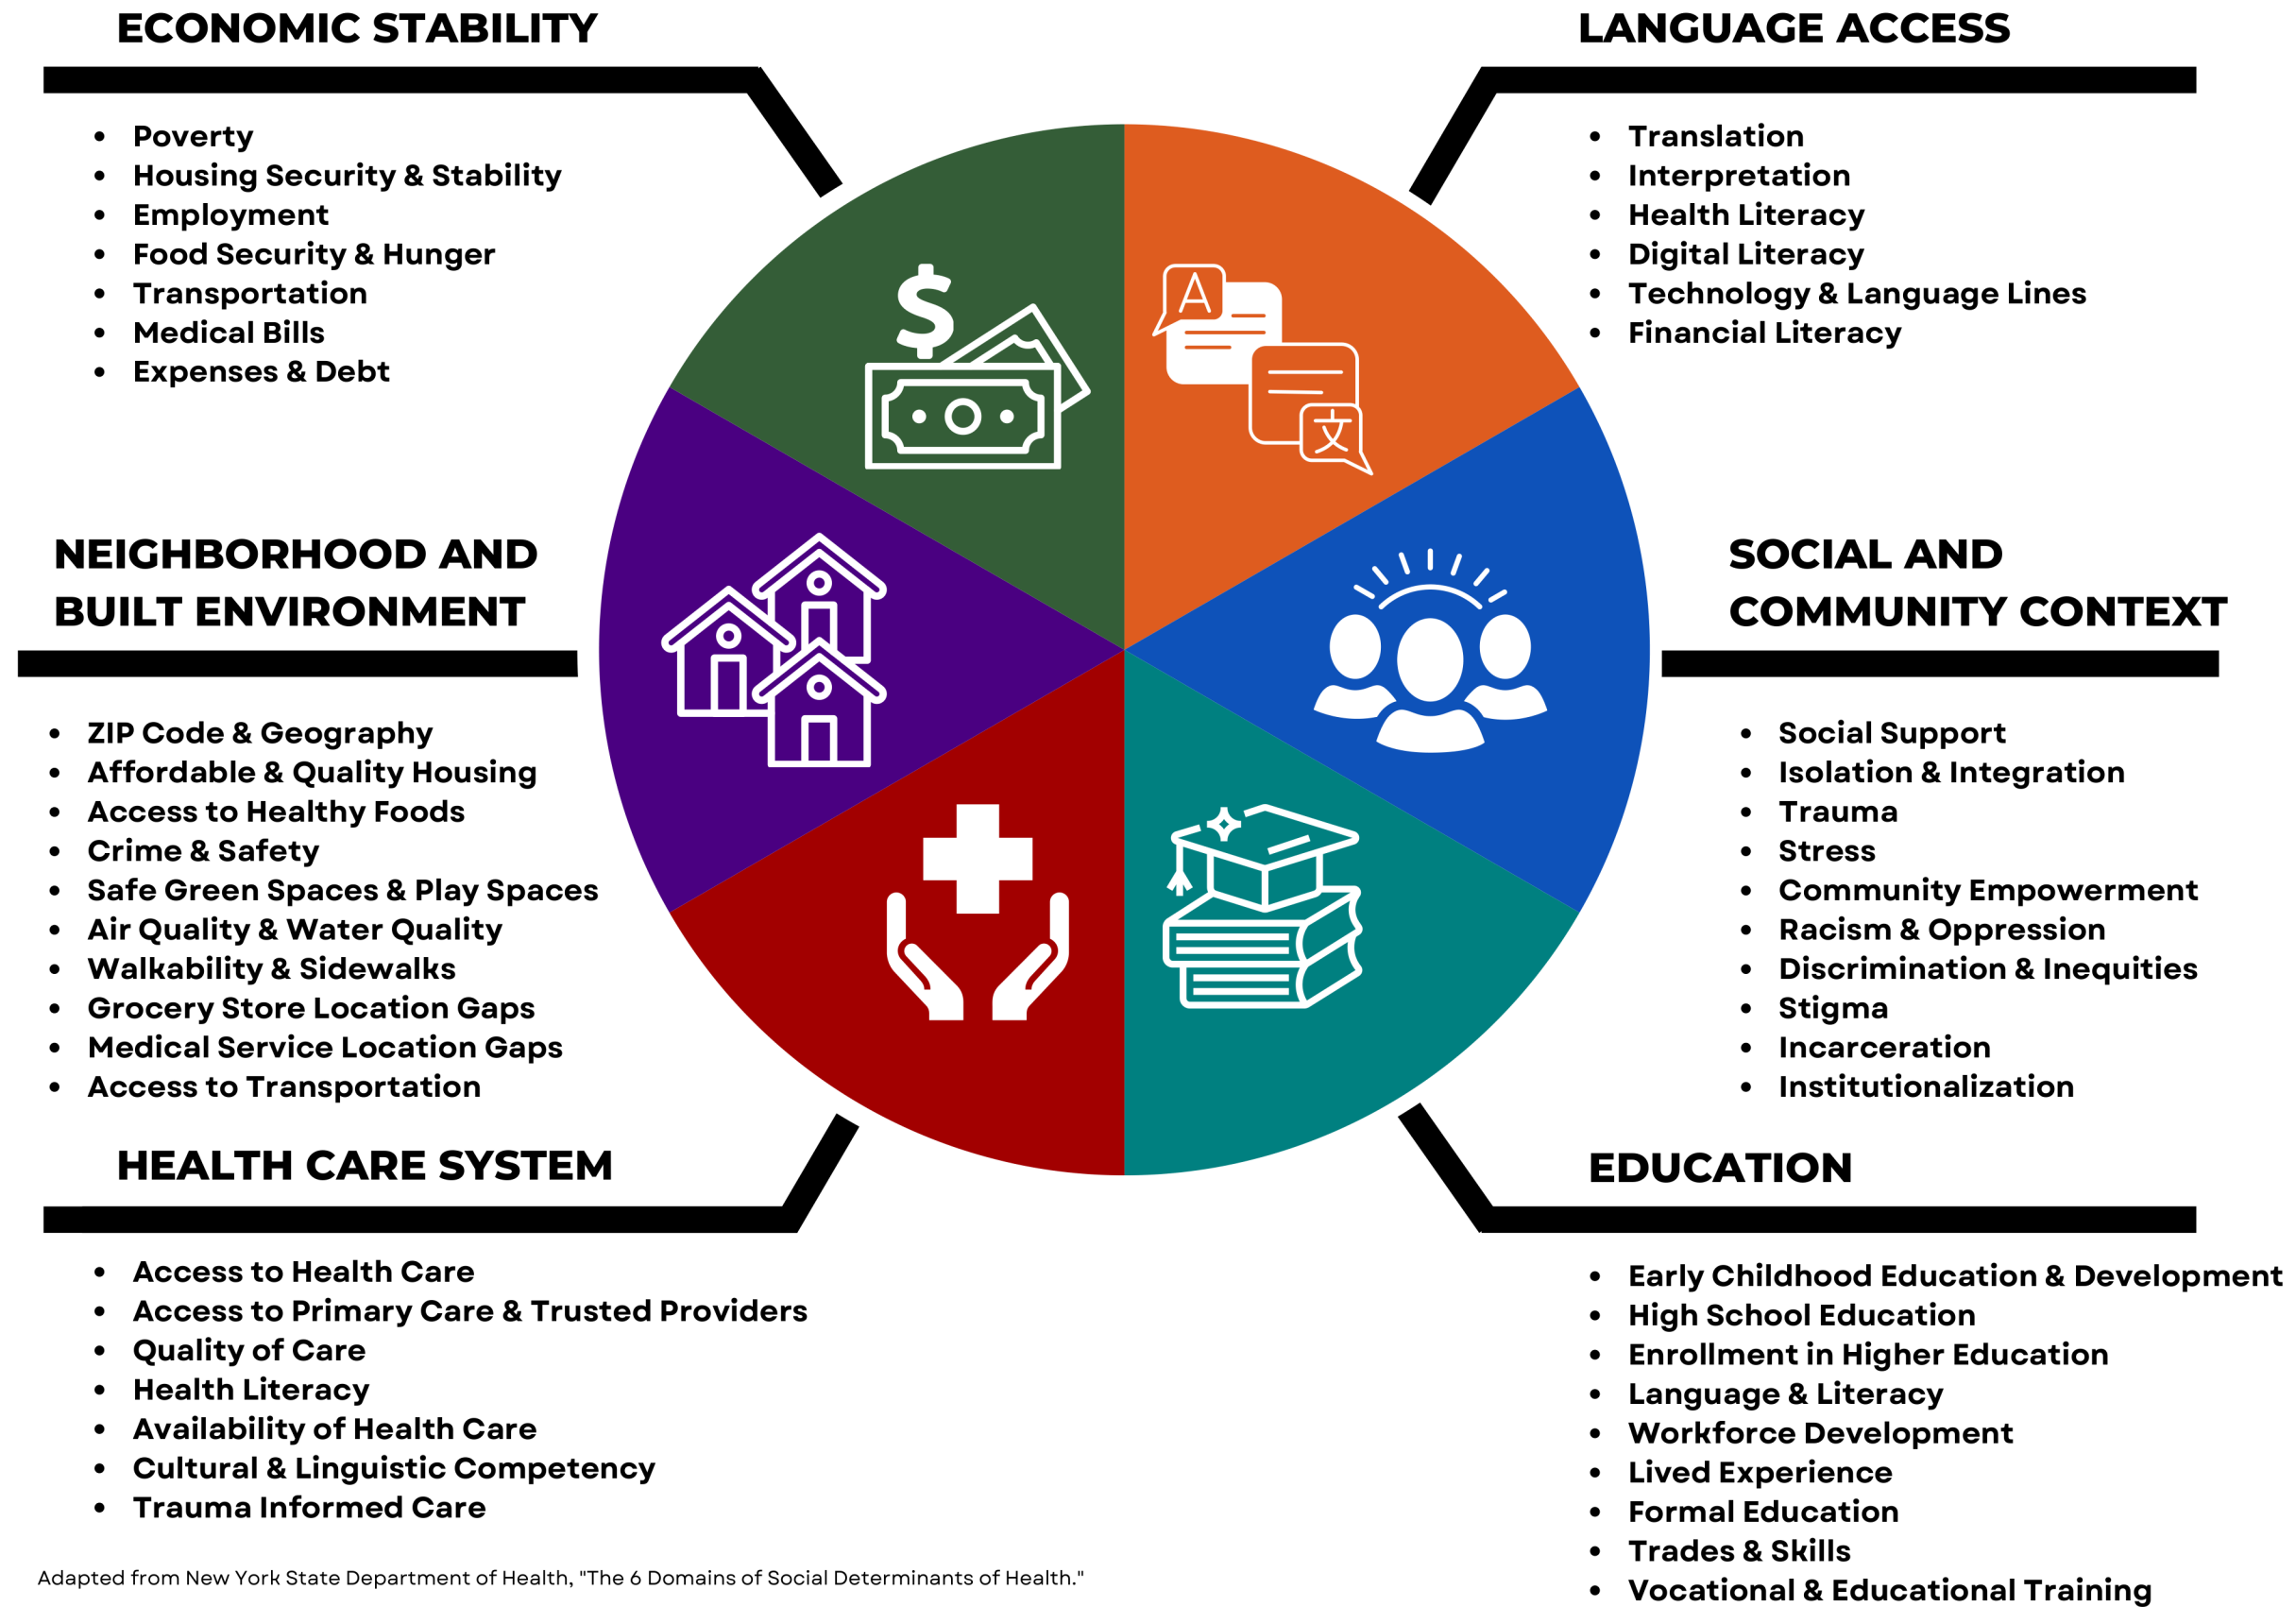 ECONOMIC STABILITY
• Poverty
• Housing Security & Stability
• Employment
• Food Security & Hunger
• Transportation
• Medical Bills
• Expenses & Debt
LANGUAGE ACCESS
• Translation
• Interpretation
• Health Literacy
• Digital Literacy
• Technology & Language Lines
• Financial Literacy
$
A
文
NEIGHBORHOOD AND
BUILT ENVIRONMENT
• ZIP Code & Geography
• Affordable & Quality Housing
• Access to Healthy Foods
• Crime & Safety
• Safe Green Spaces & Play Spaces
• Air Quality & Water Quality
• Walkability & Sidewalks
• Grocery Store Location Gaps
• Medical Service Location Gaps
• Access to Transportation
SOCIAL AND
COMMUNITY CONTEXT
• Social Support
• Isolation & Integration
• Trauma
• Stress
• Community Empowerment
• Racism & Oppression
• Discrimination & Inequities
• Stigma
• Incarceration
• Institutionalization
HEALTH CARE SYSTEM
• Access to Health Care
• Access to Primary Care & Trusted Providers
• Quality of Care
• Health Literacy
• Availability of Health Care
• Cultural & Linguistic Competency
• Trauma Informed Care
EDUCATION
• Early Childhood Education & Development
• High School Education
• Enrollment in Higher Education
• Language & Literacy
• Workforce Development
• Lived Experience
• Formal Education
• Trades & Skills
• Vocational & Educational Training
Adapted from New York State Department of Health, "The 6 Domains of Social Determinants of Health."